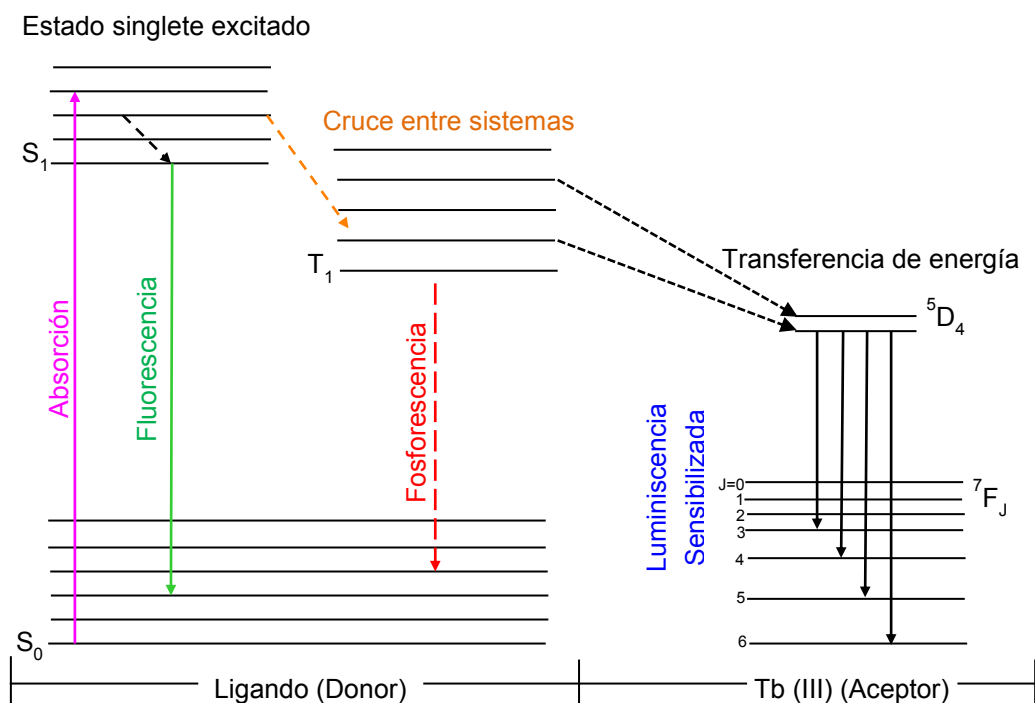 Estado singlete excitado
Cruce entre sistemas
S₁
T₁
Transferencia de energía
⁵D₄
Absorción
Fluorescencia
Fosforescencia
Luminiscencia
Sensibilizada
J=0
⁷F_J
1
2
3
4
5
6
S₀
Ligando (Donor)
Tb (III) (Aceptor)